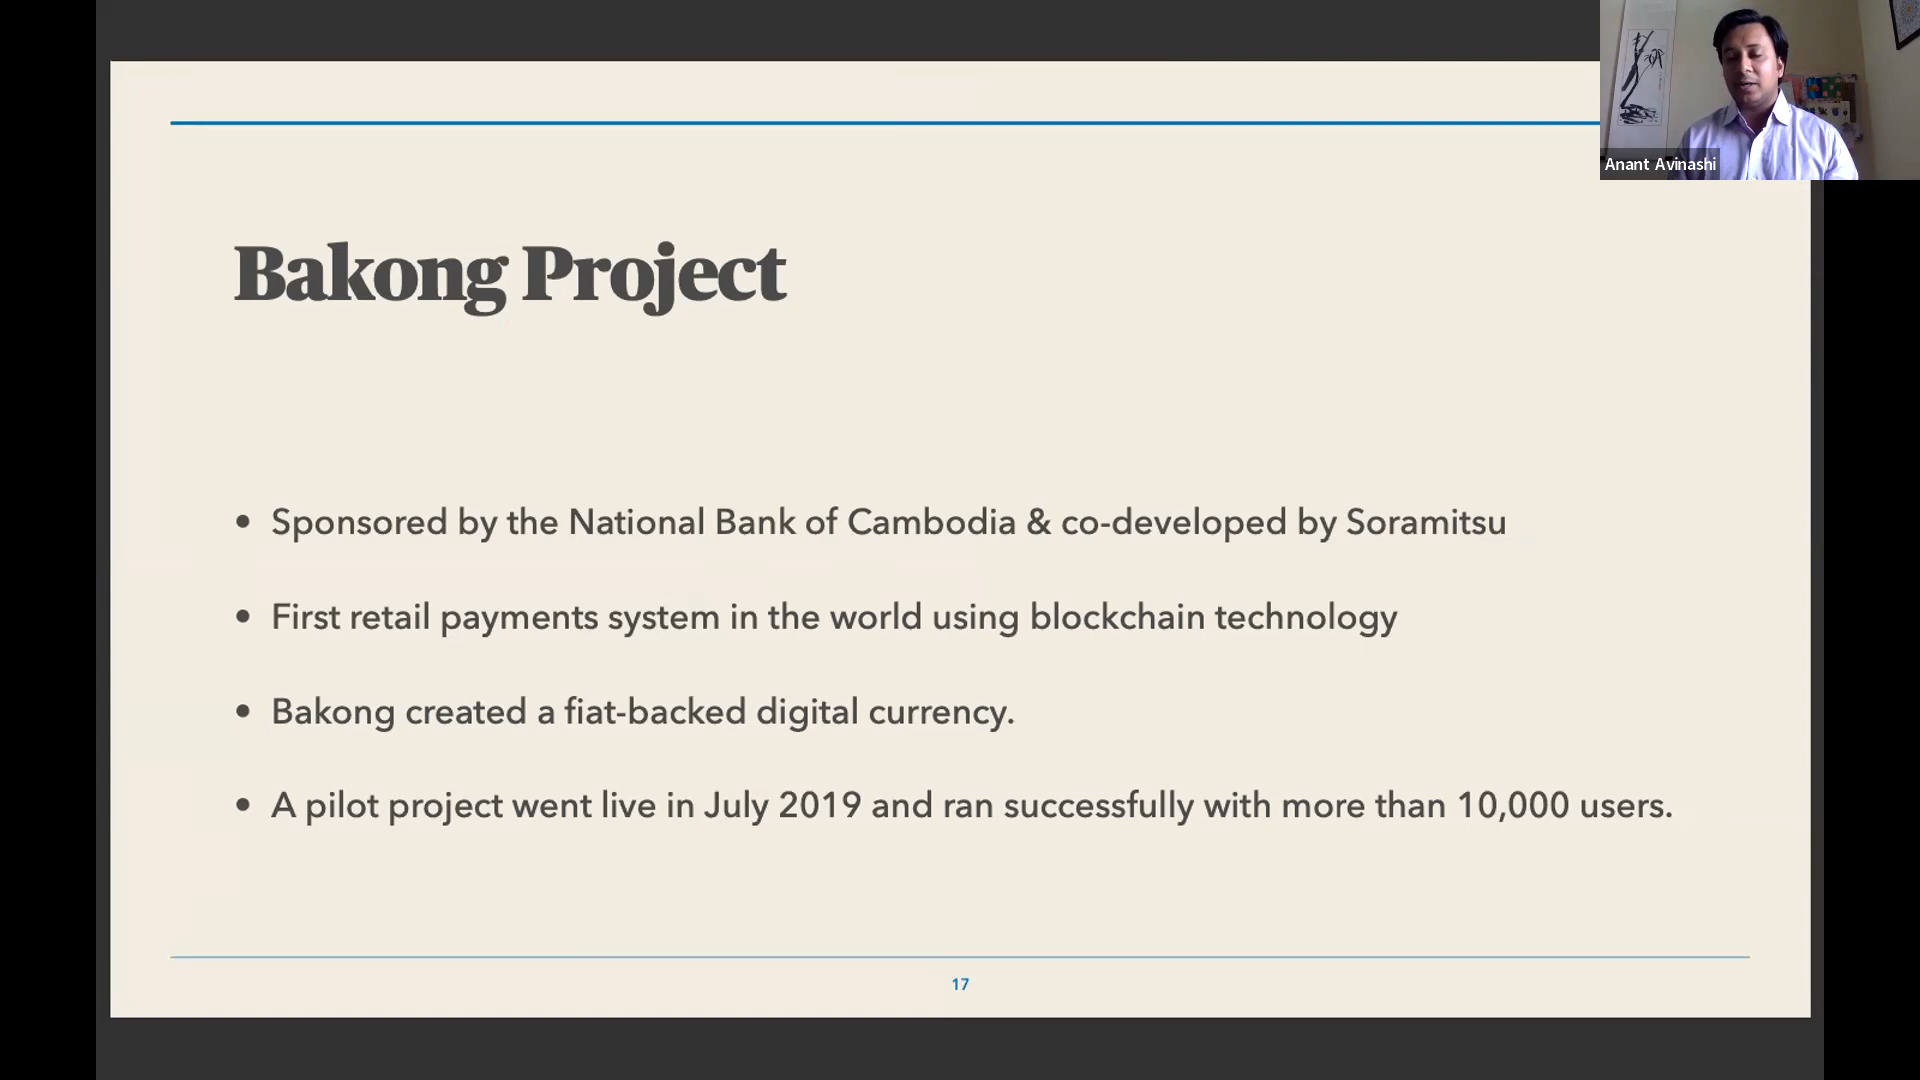 Anant Avinashi
Bakong Project
• Sponsored by the National Bank of Cambodia & co-developed by Soramitsu
• First retail payments system in the world using blockchain technology
• Bakong created a fiat-backed digital currency.
• A pilot project went live in July 2019 and ran successfully with more than 10,000 users.
17